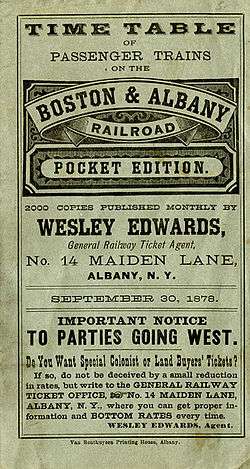 TIME TABLE
OF
PASSENGER TRAINS
ON THE
BOSTON & ALBANY
RAILROAD
POCKET EDITION.
2000 COPIES PUBLISHED MONTHLY BY
WESLEY EDWARDS,
General Railway Ticket Agent,
No. 14 MAIDEN LANE,
ALBANY, N. Y.
SEPTEMBER 30, 1878.
IMPORTANT NOTICE
TO PARTIES GOING WEST.
Do You Want Special Colonist or Land Buyers' Tickets?
If so, do not be deceived by a small reduction
in rates, but write to the GENERAL RAILWAY
TICKET OFFICE, ☞ No. 14 MAIDEN LANE,
ALBANY, N. Y., where you can get proper in-
formation and BOTTOM RATES every time.
WESLEY EDWARDS, Agent.
Van Benthuysen Printing House, Albany.